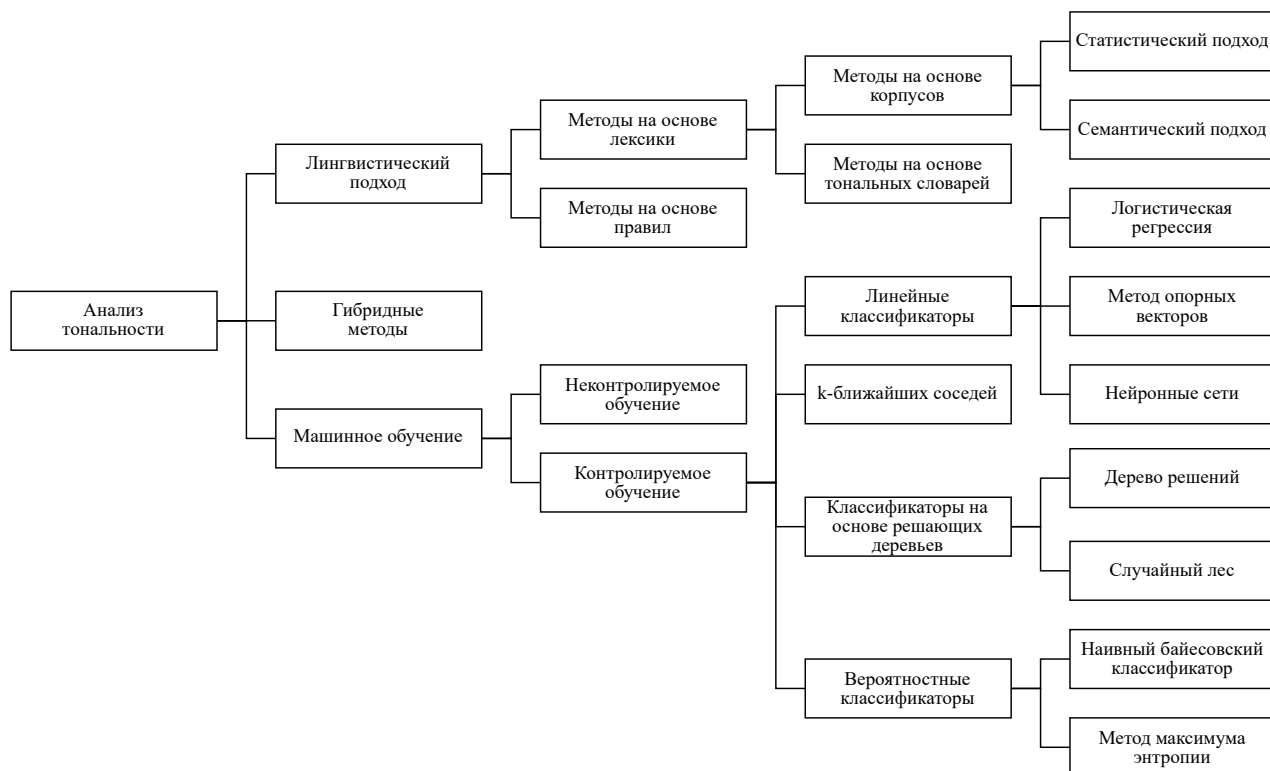 Анализ
тональности
Лингвистический
подход
Гибридные
методы
Машинное обучение
Методы на основе
лексики
Методы на основе
правил
Неконтролируемое
обучение
Контролируемое
обучение
Методы на основе
корпусов
Методы на основе
тональных словарей
Линейные
классификаторы
k-ближайших соседей
Классификаторы на
основе решающих
деревьев
Вероятностные
классификаторы
Статистический подход
Семантический подход
Логистическая
регрессия
Метод опорных
векторов
Нейронные сети
Дерево решений
Случайный лес
Наивный байесовский
классификатор
Метод максимума
энтропии